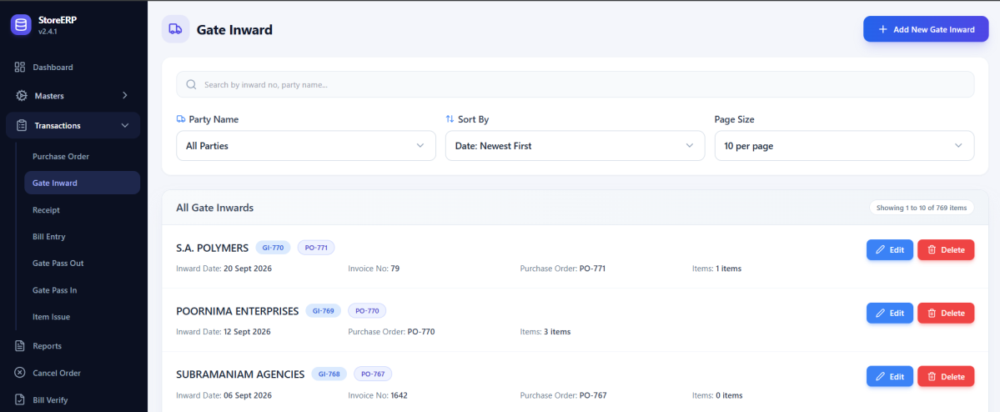 StoreERP
v2.4.1
Dashboard
Masters
Transactions
Purchase Order
Gate Inward
Receipt
Bill Entry
Gate Pass Out
Gate Pass In
Item Issue
Reports
Cancel Order
Bill Verify
Gate Inward
Add New Gate Inward
Search by inward no, party name...
Party Name
Sort By
Page Size
All Parties
Date: Newest First
10 per page
All Gate Inwards
Showing 1 to 10 of 769 items
S.A. POLYMERS GI-770 PO-771
Edit Delete
Inward Date: 20 Sept 2026 Invoice No: 79 Purchase Order: PO-771 Items: 1 items
POORNIMA ENTERPRISES GI-769 PO-770
Edit Delete
Inward Date: 12 Sept 2026 Purchase Order: PO-770 Items: 3 items
SUBRAMANIAM AGENCIES GI-768 PO-767
Edit Delete
Inward Date: 06 Sept 2026 Invoice No: 1642 Purchase Order: PO-767 Items: 0 items